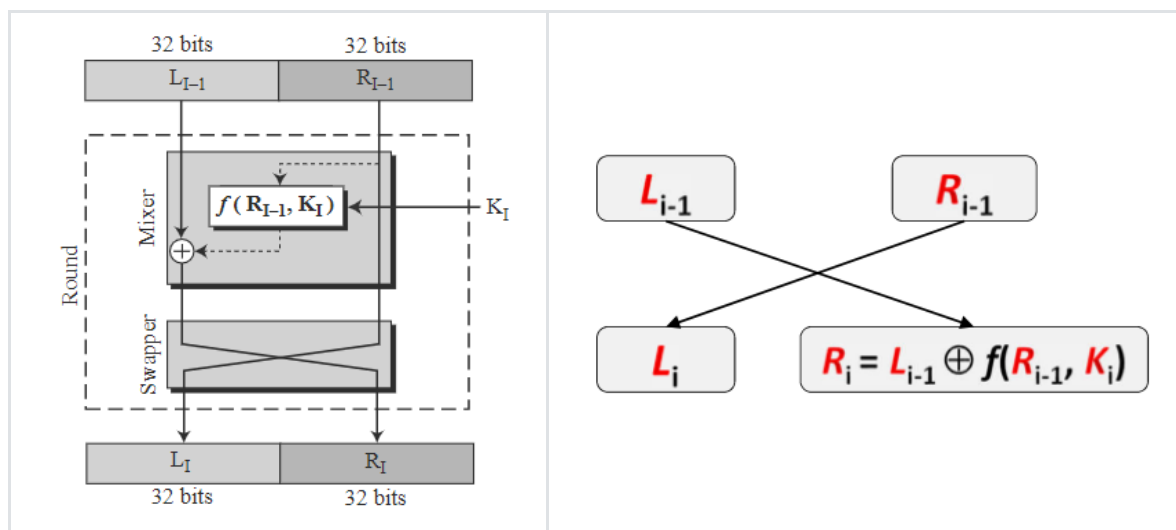 32 bits 32 bits
L_{I–1} R_{I–1}
f( R_{I–1}, K_I )
K_I
Mixer
Round
Swapper
L_I R_I
32 bits 32 bits
L_{i-1} R_{i-1}
L_i R_i = L_{i-1} ⊕ f(R_{i-1}, K_i)